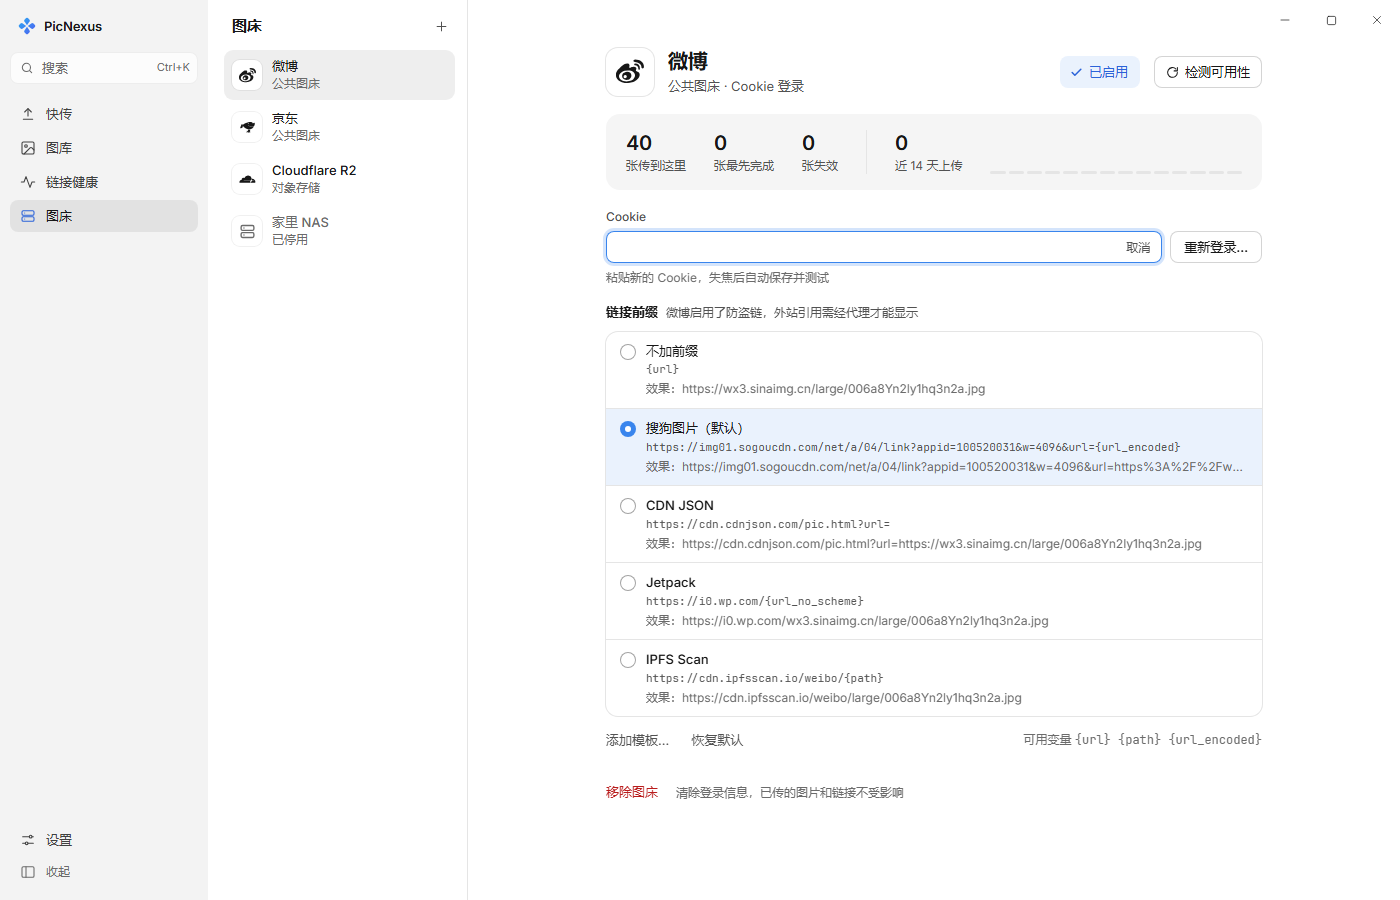 PicNexus
搜索 Ctrl+K
快传
图库
链接健康
图床
设置
收起
图床
微博
公共图床
京东
公共图床
Cloudflare R2
对象存储
家里 NAS
已停用
微博
公共图床 · Cookie 登录
已启用
检测可用性
40
张传到这里
0
张最先完成
0
张失效
0
近 14 天上传
Cookie
取消
重新登录...
粘贴新的 Cookie，失焦后自动保存并测试
链接前缀 微博启用了防盗链，外站引用需经代理才能显示
不加前缀
{url}
效果：https://wx3.sinaimg.cn/large/006a8Yn2ly1hq3n2a.jpg
搜狗图片（默认）
https://img01.sogoucdn.com/net/a/04/link?appid=100520031&w=4096&url={url_encoded}
效果：https://img01.sogoucdn.com/net/a/04/link?appid=100520031&w=4096&url=https%3A%2F%2Fw...
CDN JSON
https://cdn.cdnjson.com/pic.html?url=
效果：https://cdn.cdnjson.com/pic.html?url=https://wx3.sinaimg.cn/large/006a8Yn2ly1hq3n2a.jpg
Jetpack
https://i0.wp.com/{url_no_scheme}
效果：https://i0.wp.com/wx3.sinaimg.cn/large/006a8Yn2ly1hq3n2a.jpg
IPFS Scan
https://cdn.ipfsscan.io/weibo/{path}
效果：https://cdn.ipfsscan.io/weibo/large/006a8Yn2ly1hq3n2a.jpg
添加模板... 恢复默认 可用变量 {url} {path} {url_encoded}
移除图床 清除登录信息，已传的图片和链接不受影响